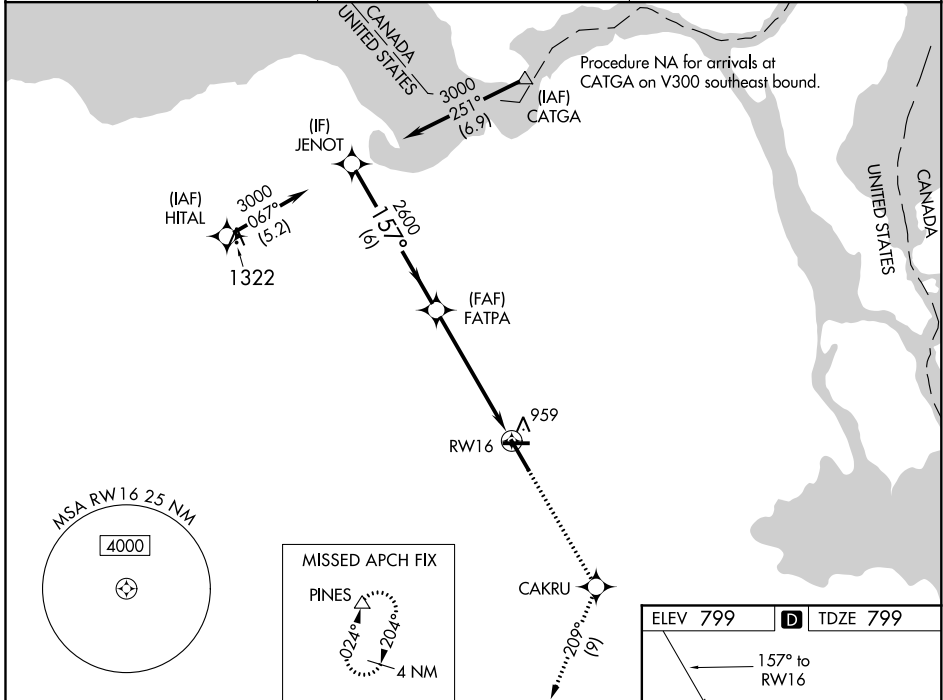 CANADA
UNITED STATES
3000
251°
(6.9)
(IAF)
CATGA
Procedure NA for arrivals at
CATGA on V300 southeast bound.
(IF)
JENOT
(IAF)
HITAL
3000
067°
(5.2)
1322
2600
157°
(6)
(FAF)
FATPA
UNITED STATES
CANADA
RW16
959
MSA RW16 25 NM
4000
MISSED APCH FIX
PINES
024°
204°
4 NM
CAKRU
209°
(9)
ELEV 799
D
TDZE 799
157° to
RW16